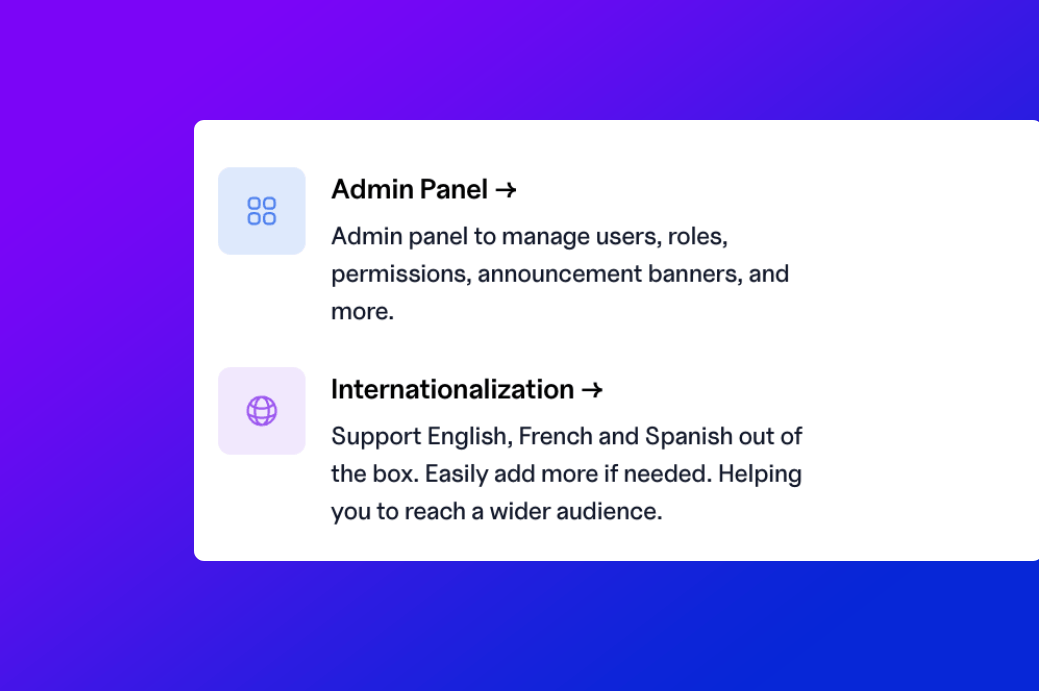 Admin Panel →
Admin panel to manage users, roles,
permissions, announcement banners, and
more.
Internationalization →
Support English, French and Spanish out of
the box. Easily add more if needed. Helping
you to reach a wider audience.